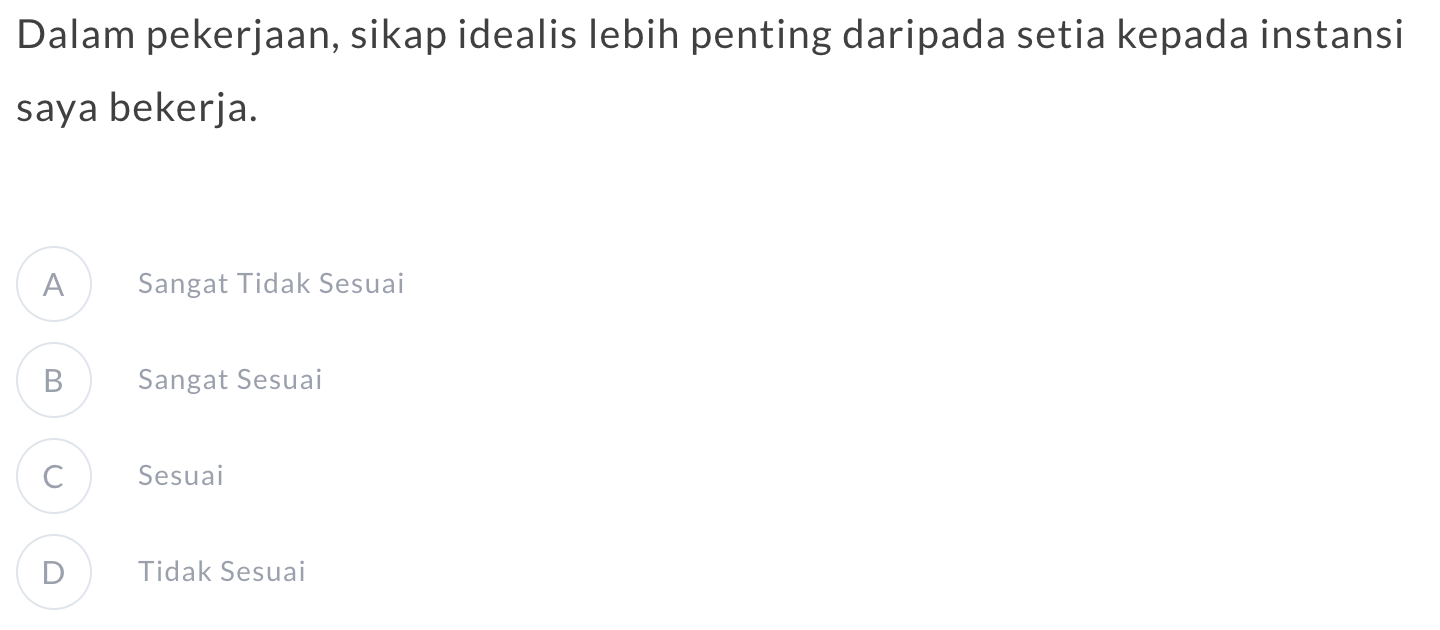 Dalam pekerjaan, sikap idealis lebih penting daripada setia kepada instansi
saya bekerja.
A Sangat Tidak Sesuai
B Sangat Sesuai
C Sesuai
D Tidak Sesuai